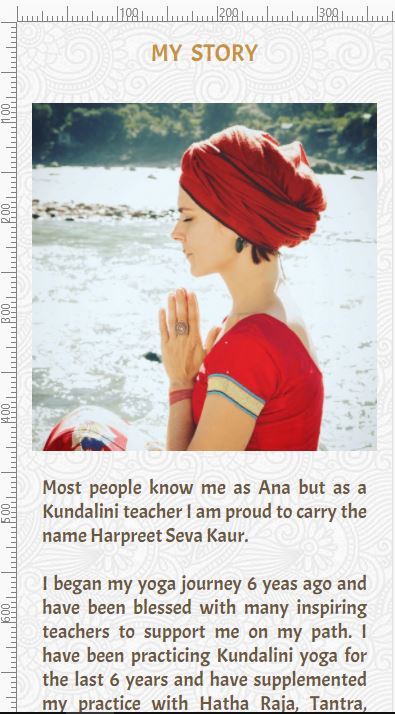 100 200 300
100
200
300
400
500
600
MY STORY
Most people know me as Ana but as a
Kundalini teacher I am proud to carry the
name Harpreet Seva Kaur.
I began my yoga journey 6 yeas ago and
have been blessed with many inspiring
teachers to support me on my path. I
have been practicing Kundalini yoga for
the last 6 years and have supplemented
my practice with Hatha Raja, Tantra,